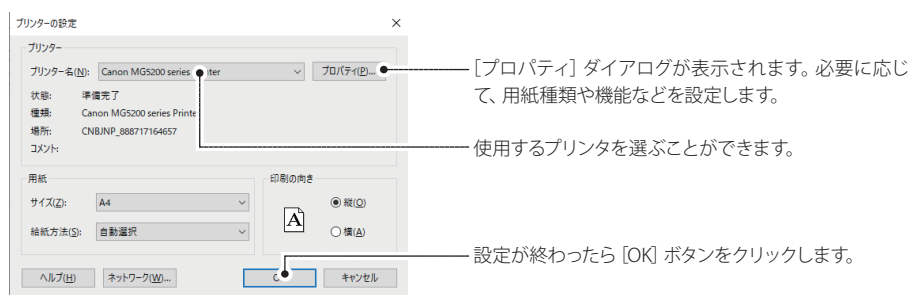 プリンターの設定
プリンター
プリンター名(N): Canon MG5200 series プロパティ(P)...
状態: 準備完了
種類: Canon MG5200 series
場所: CNBJNP_888717164657
コメント:
用紙
サイズ(Z): A4
給紙方法(S): 自動選択
印刷の向き
A
縦(O)
横(A)
ヘルプ(H) ネットワーク(W)... キャンセル
[プロパティ] ダイアログが表示されます。必要に応じ
て、用紙種類や機能などを設定します。
使用するプリンタを選ぶことができます。
設定が終わったら [OK] ボタンをクリックします。